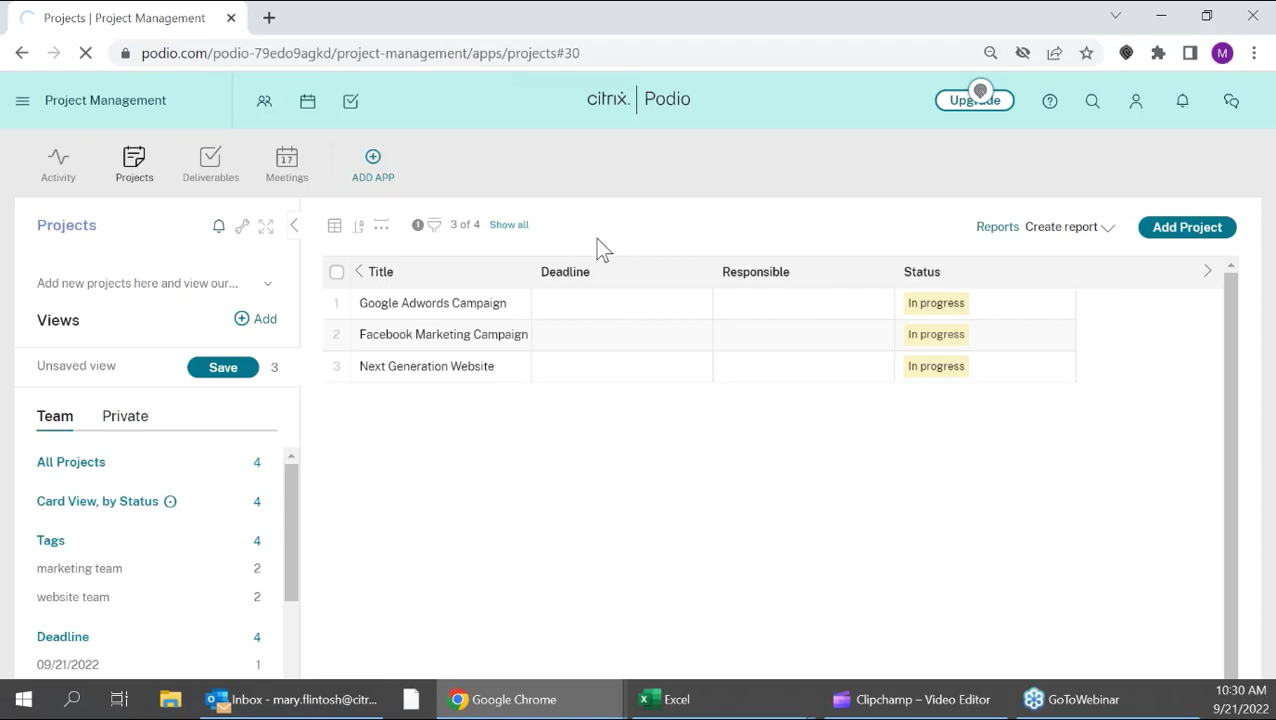 Projects | Project Management
podio.com/podio-79edo9agkd/project-management/apps/projects#30
M
Project Management
citrix. | Podio
Upgrade
Activity
Projects
Deliverables
17
Meetings
ADD APP
Projects
1
3 of 4
Show all
Reports
Create report
Add Project
Add new projects here and view our...
Title
Deadline
Responsible
Status
1
Google Adwords Campaign
In progress
2
Facebook Marketing Campaign
In progress
3
Next Generation Website
In progress
Views
Add
Unsaved view
Save
3
Team
Private
All Projects
4
Card View, by Status
4
Tags
4
marketing team
2
website team
2
Deadline
4
09/21/2022
1
Inbox - mary.flintosh@citr...
Google Chrome
Excel
Clipchamp – Video Editor
GoToWebinar
10:30 AM
9/21/2022